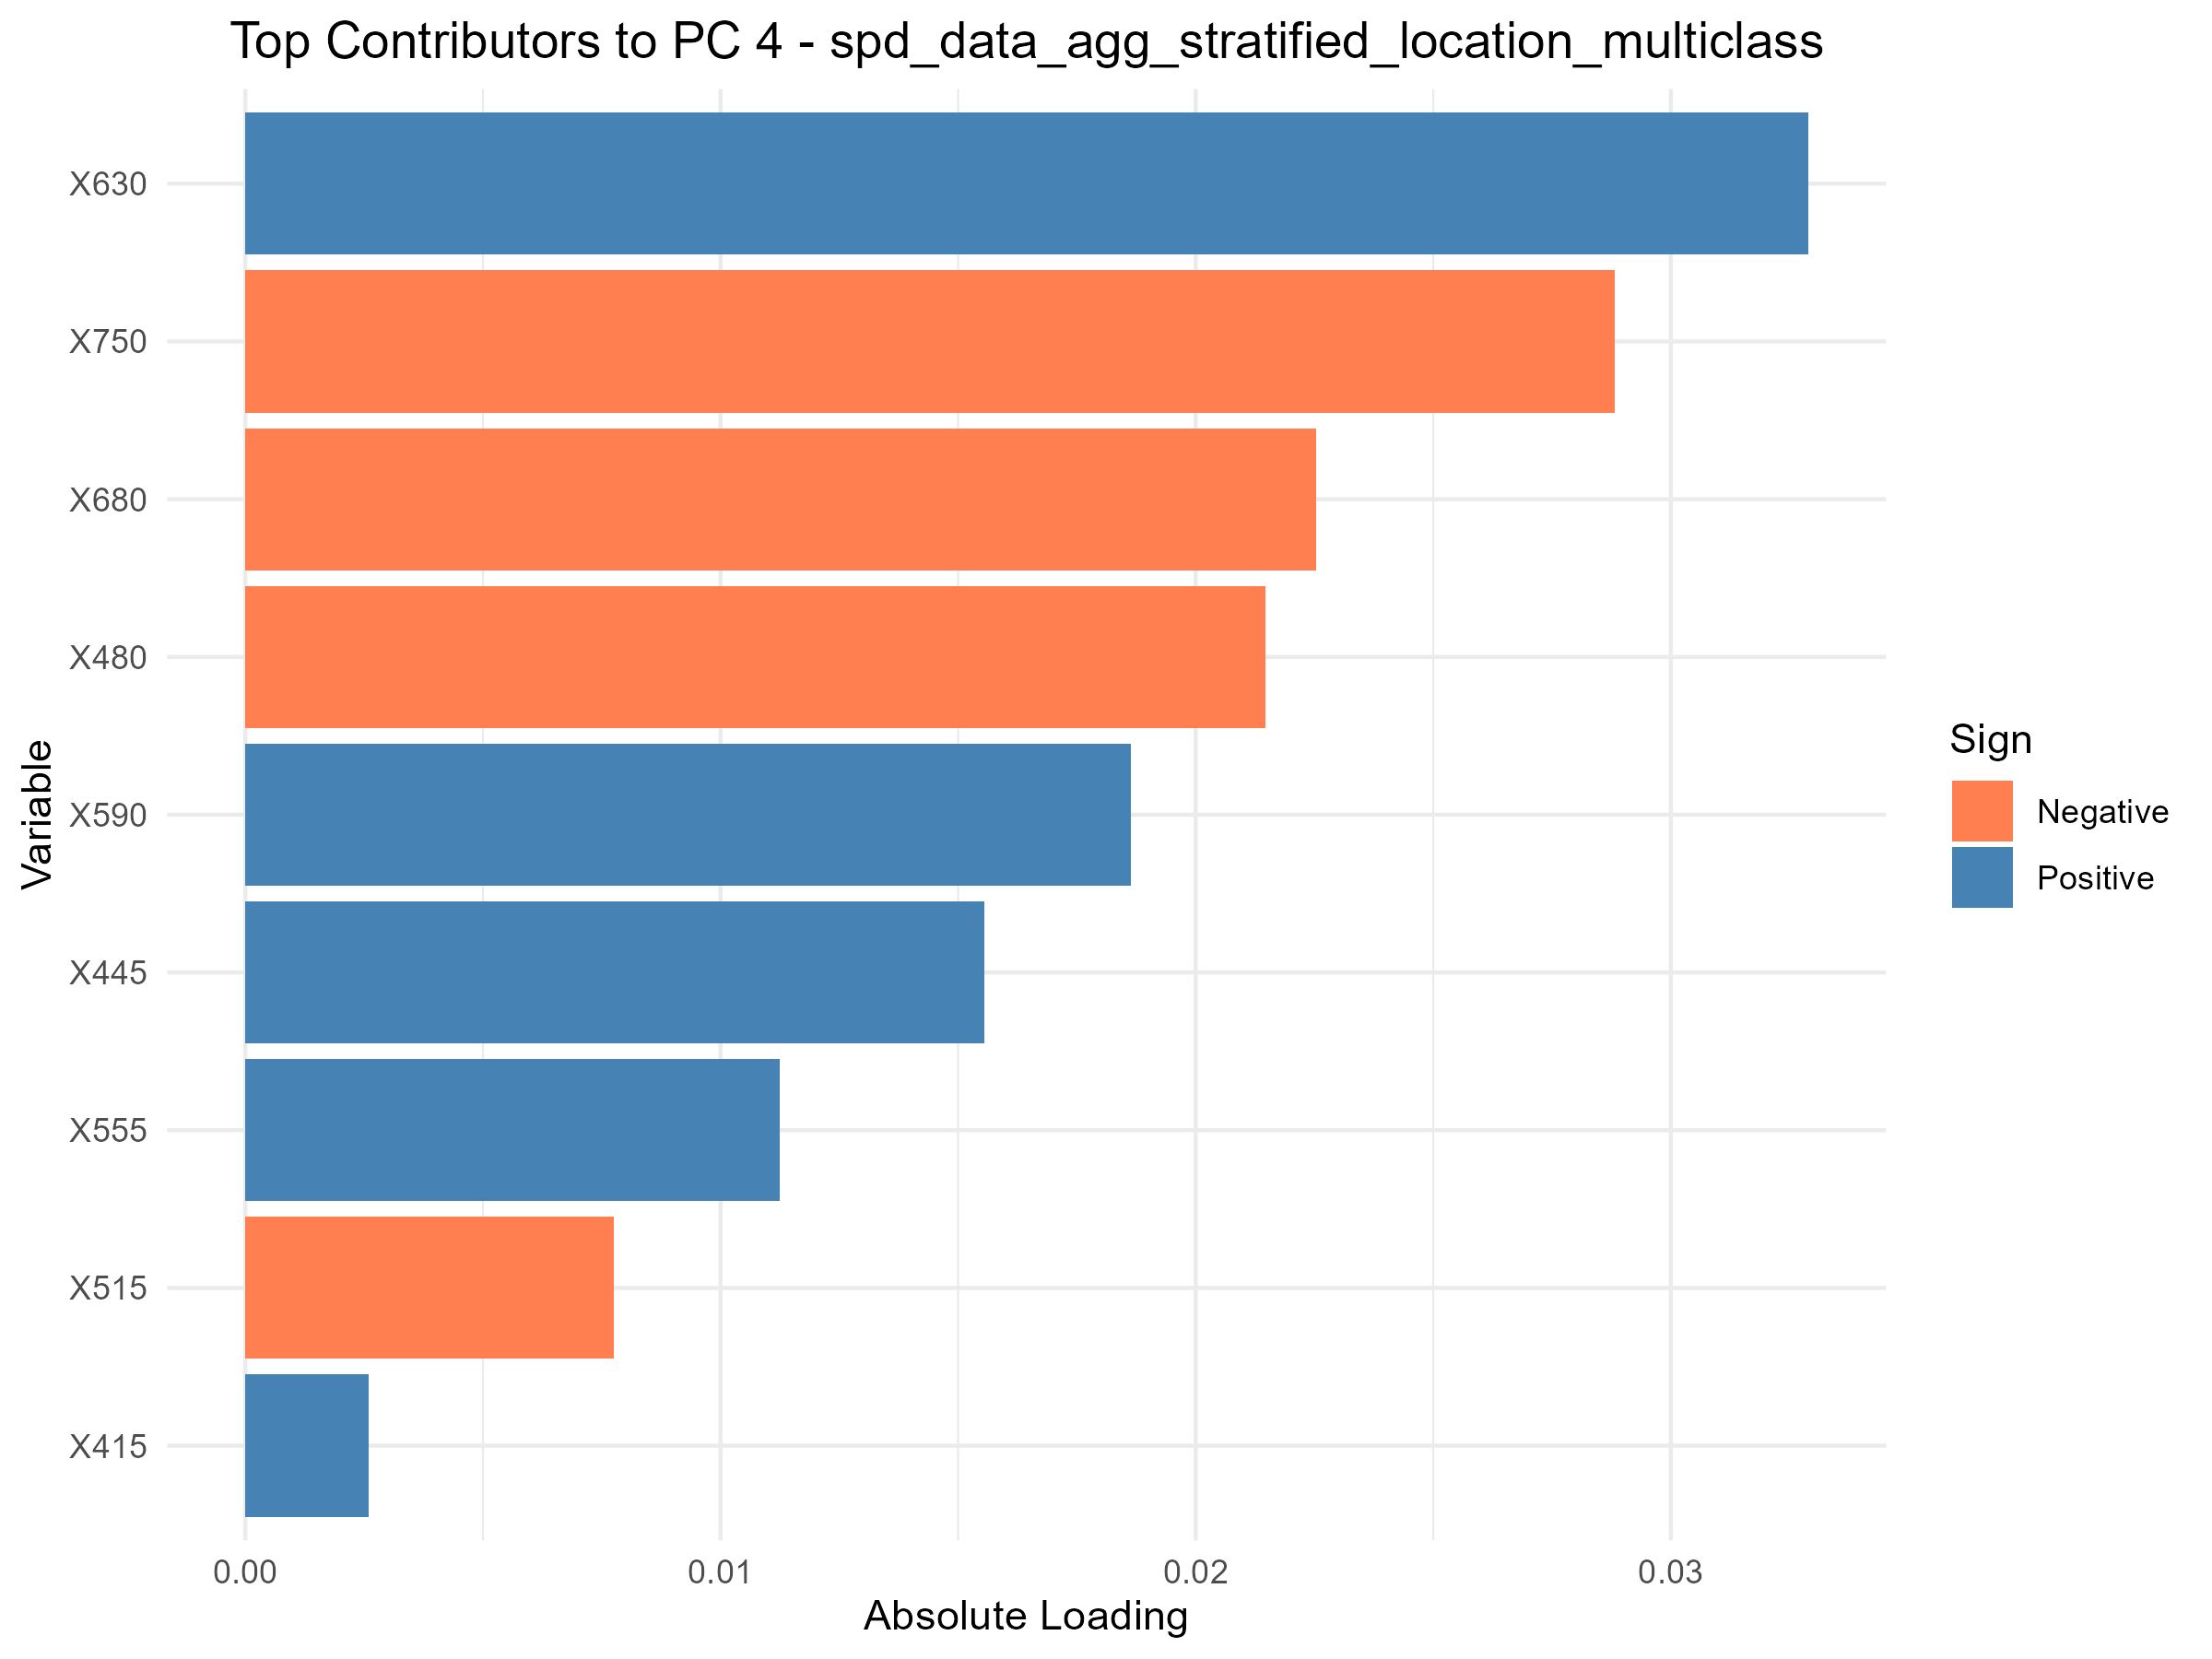 Top Contributors to PC 4 - spd_data_agg_stratified_location_multiclass
Variable
X630
X750
X680
X480
X590
X445
X555
X515
X415
0.00 0.01 0.02 0.03
Absolute Loading
Sign
Negative
Positive